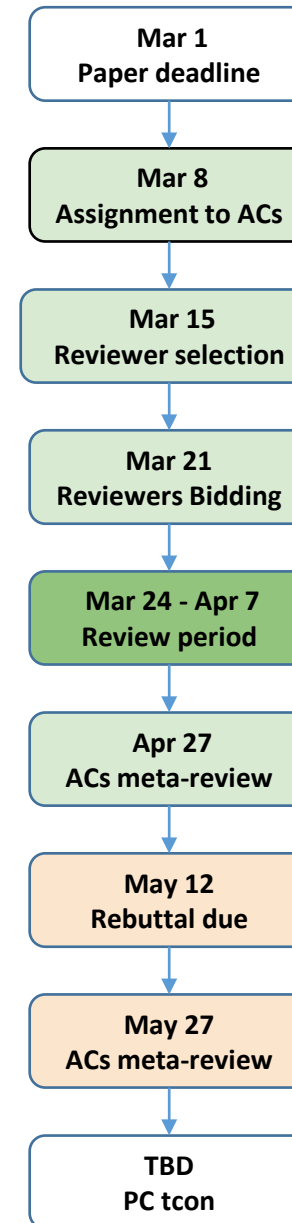 Mar 1
Paper deadline
Mar 8
Assignment to ACs
Mar 15
Reviewer selection
Mar 21
Reviewers Bidding
Mar 24 - Apr 7
Review period
Apr 27
ACs meta-review
May 12
Rebuttal due
May 27
ACs meta-review
TBD
PC tcon